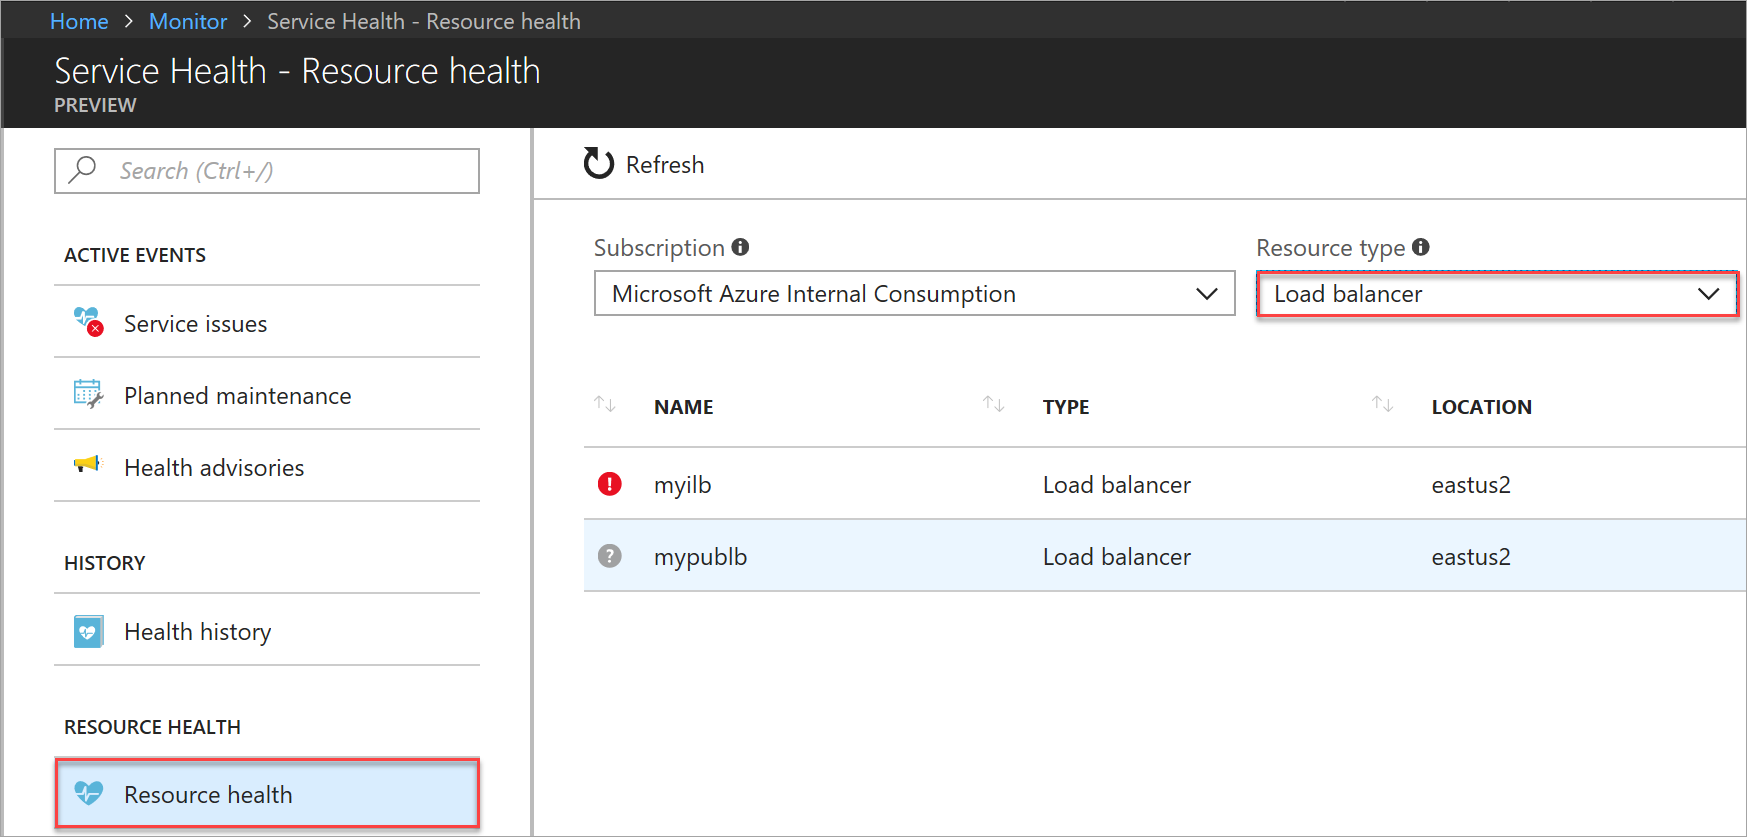 Home > Monitor > Service Health - Resource health
Service Health - Resource health
PREVIEW
Search (Ctrl+/)
ACTIVE EVENTS
Service issues
Planned maintenance
Health advisories
HISTORY
Health history
RESOURCE HEALTH
Resource health
Refresh
Subscription
Resource type
Microsoft Azure Internal Consumption
Load balancer
NAME TYPE LOCATION
myilb Load balancer eastus2
mypublb Load balancer eastus2